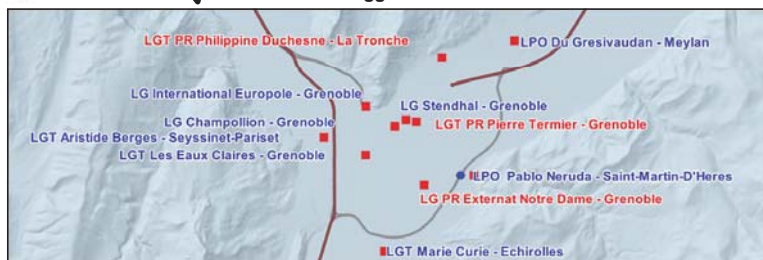 LGT PR Philippine Duchesne - La Tronche
LPO Du Gresivaudan - Meylan
LG International Europole - Grenoble
LG Stendhal - Grenoble
LG Champollion - Grenoble
LGT PR Pierre Termier - Grenoble
LGT Aristide Berges - Seyssinet-Pariset
LGT Les Eaux Claires - Grenoble
LPO Pablo Neruda - Saint-Martin-D'Heres
LG PR Externat Notre Dame - Grenoble
LGT Marie Curie - Echirolles